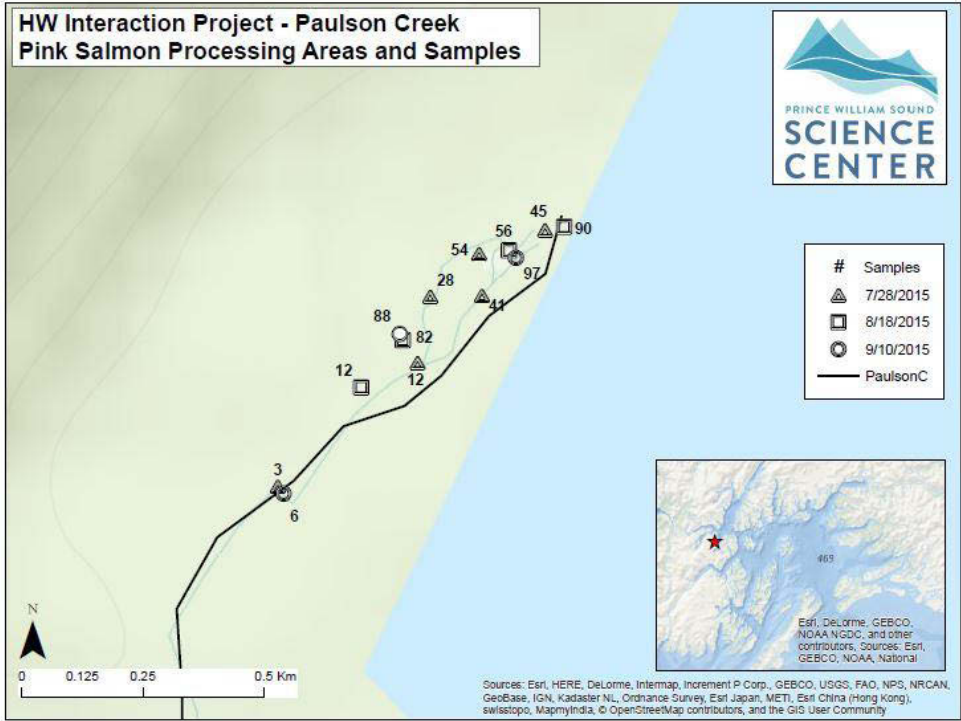 HW Interaction Project - Paulson Creek
Pink Salmon Processing Areas and Samples
PRINCE WILLIAM SOUND
SCIENCE
CENTER
45
90
56
54
97
28
41
88
82
12
12
3
6
# Samples
7/28/2015
8/18/2015
9/10/2015
PaulsonC
469
Esri, DeLorme, GEBCO,
NOAA NGDC, and other
contributors, Sources: Esri,
GEBCO, NOAA, National
N
0 0.125 0.25 0.5 Km
Sources: Esri, HERE, DeLorme, Intermap, Increment P Corp., GEBCO, USGS, FAO, NPS, NRCAN,
GeoBase, IGN, Kadaster NL, Ordnance Survey, Esri Japan, METI, Esri China (Hong Kong),
swisstopo, MapmyIndia, © OpenStreetMap contributors, and the GIS User Community